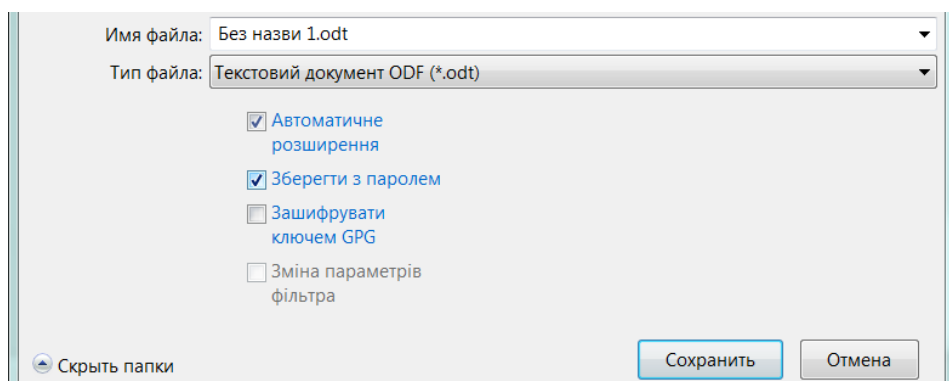 Имя файла: Без назви 1.odt
Тип файла: Текстовий документ ODF (*.odt)
Автоматичне
розширення
Зберегти з паролем
Зашифрувати
ключем GPG
Зміна параметрів
фільтра
Скрыть папки Сохранить Отмена